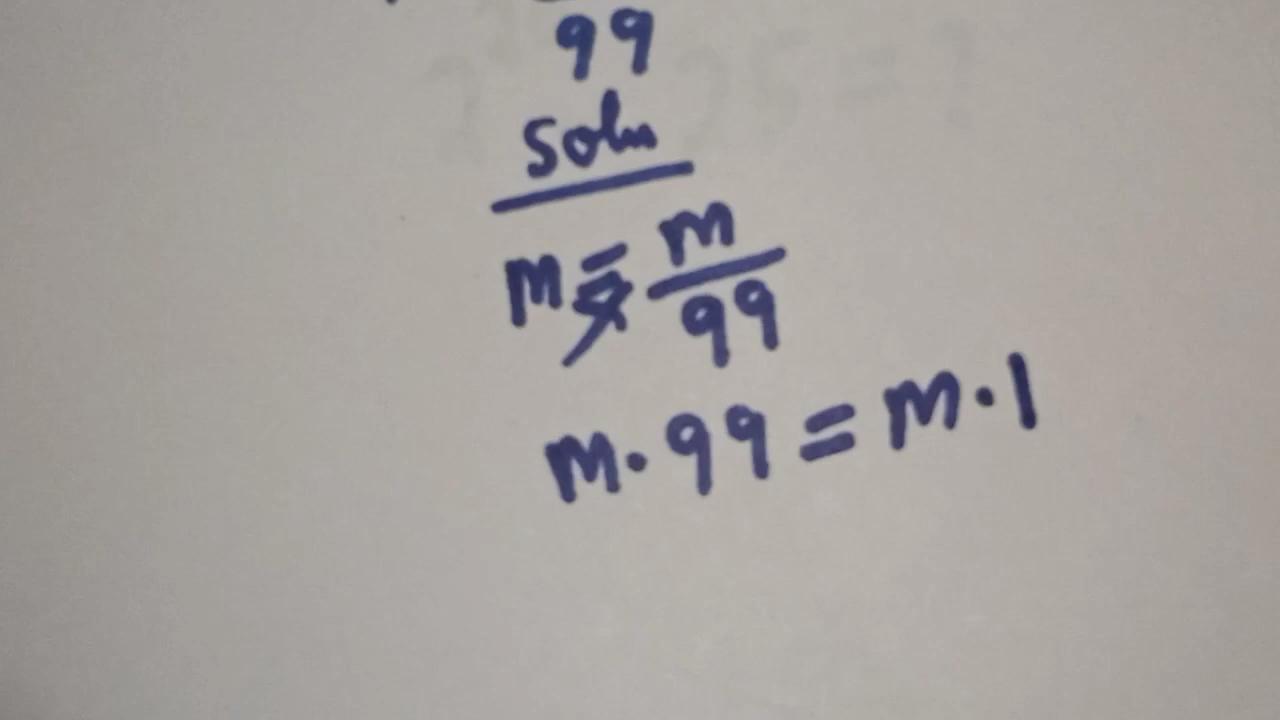 99
Soln
m = m/99
m·99 = m·1